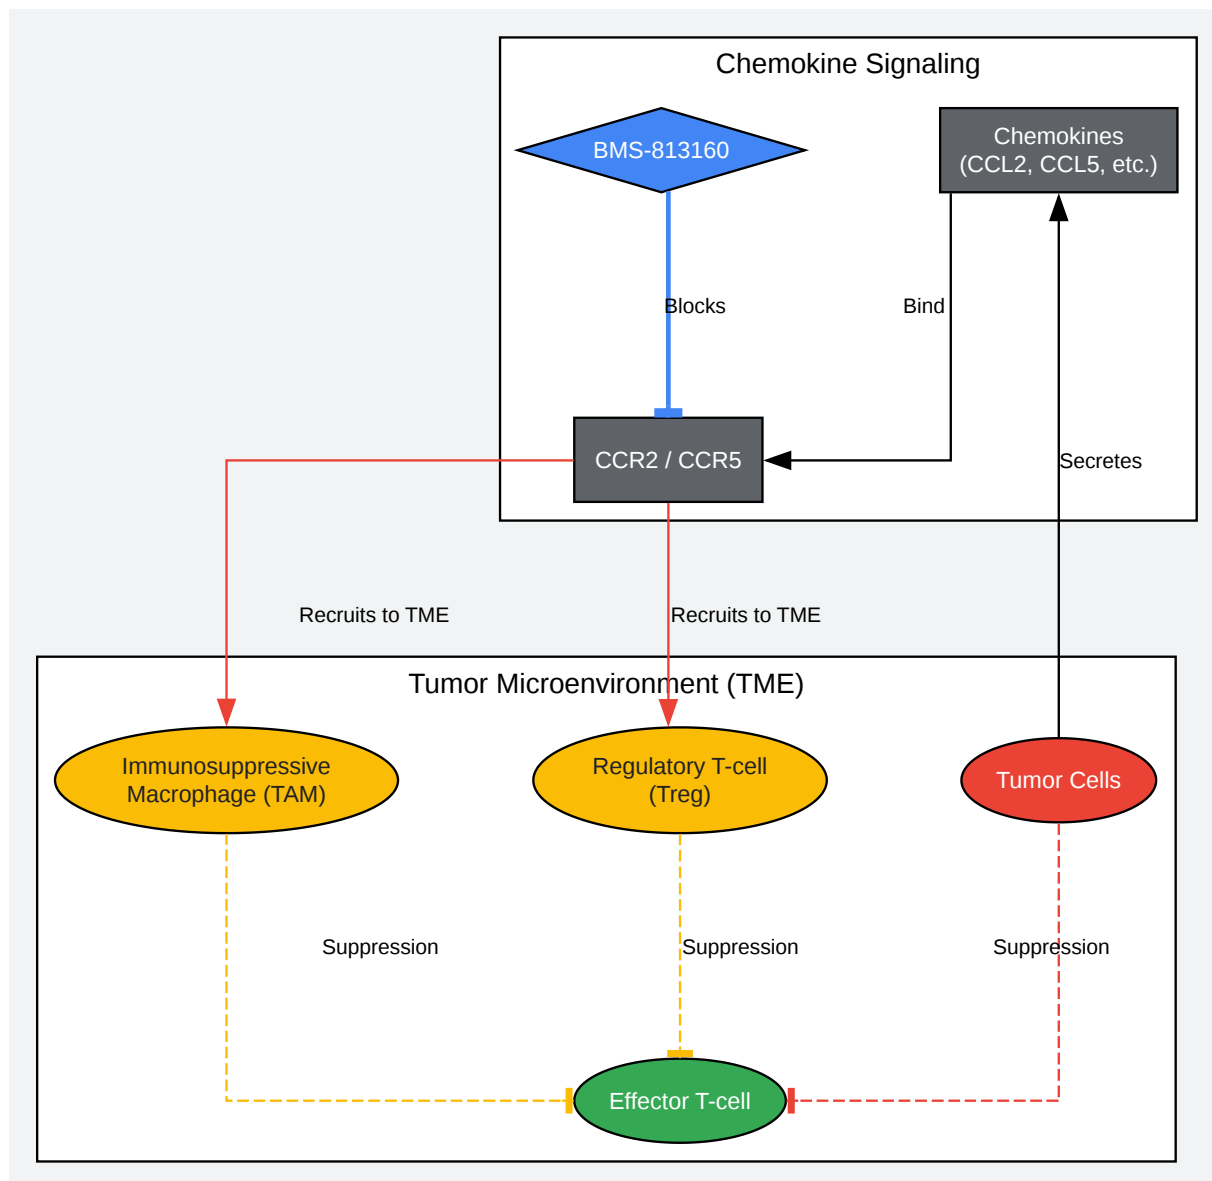 Chemokine Signaling
BMS-813160
Chemokines
(CCL2, CCL5, etc.)
Blocks
Bind
CCR2 / CCR5
Secretes
Recruits to TME
Recruits to TME
Tumor Microenvironment (TME)
Immunosuppressive
Macrophage (TAM)
Regulatory T-cell
(Treg)
Tumor Cells
Suppression
Suppression
Suppression
Effector T-cell